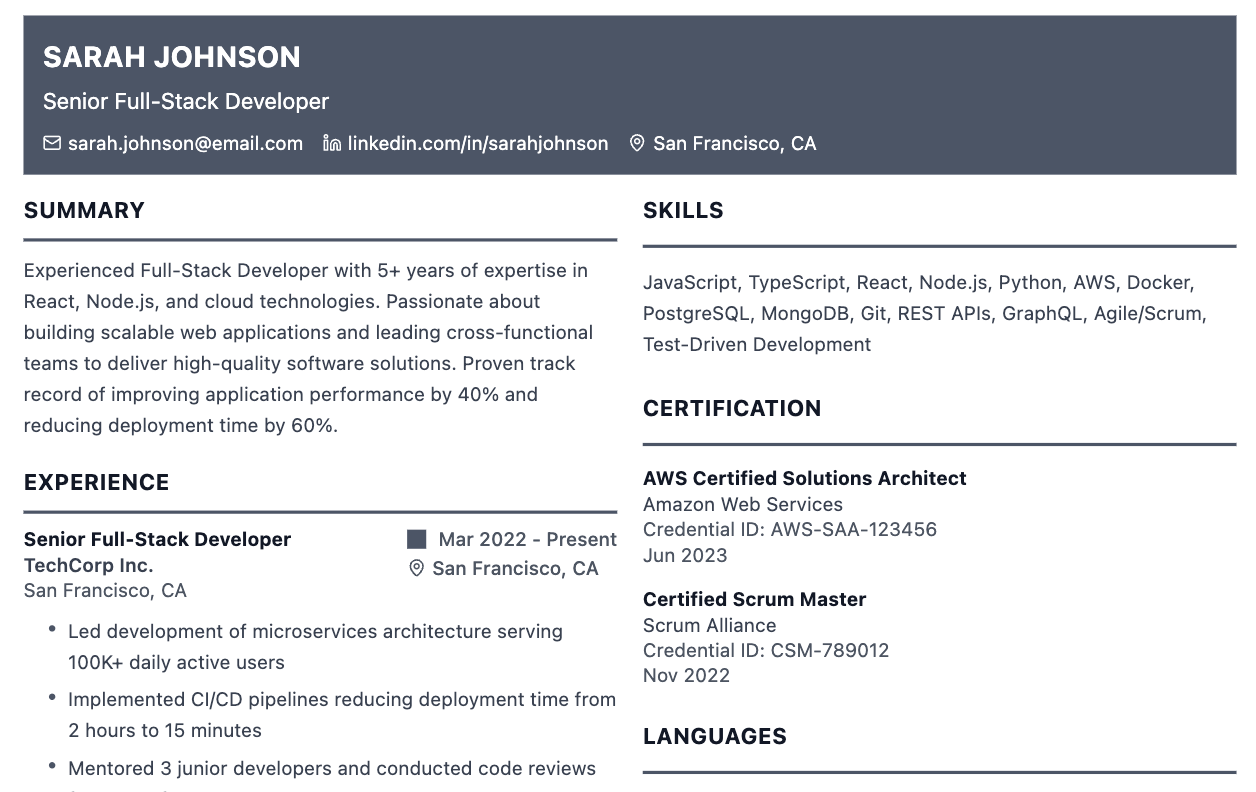 SARAH JOHNSON
Senior Full-Stack Developer
sarah.johnson@email.com linkedin.com/in/sarahjohnson San Francisco, CA
SUMMARY
Experienced Full-Stack Developer with 5+ years of expertise in
React, Node.js, and cloud technologies. Passionate about
building scalable web applications and leading cross-functional
teams to deliver high-quality software solutions. Proven track
record of improving application performance by 40% and
reducing deployment time by 60%.
EXPERIENCE
Senior Full-Stack Developer
Mar 2022 - Present
TechCorp Inc.
San Francisco, CA
San Francisco, CA
• Led development of microservices architecture serving
100K+ daily active users
• Implemented CI/CD pipelines reducing deployment time from
2 hours to 15 minutes
• Mentored 3 junior developers and conducted code reviews
SKILLS
JavaScript, TypeScript, React, Node.js, Python, AWS, Docker,
PostgreSQL, MongoDB, Git, REST APIs, GraphQL, Agile/Scrum,
Test-Driven Development
CERTIFICATION
AWS Certified Solutions Architect
Amazon Web Services
Credential ID: AWS-SAA-123456
Jun 2023
Certified Scrum Master
Scrum Alliance
Credential ID: CSM-789012
Nov 2022
LANGUAGES